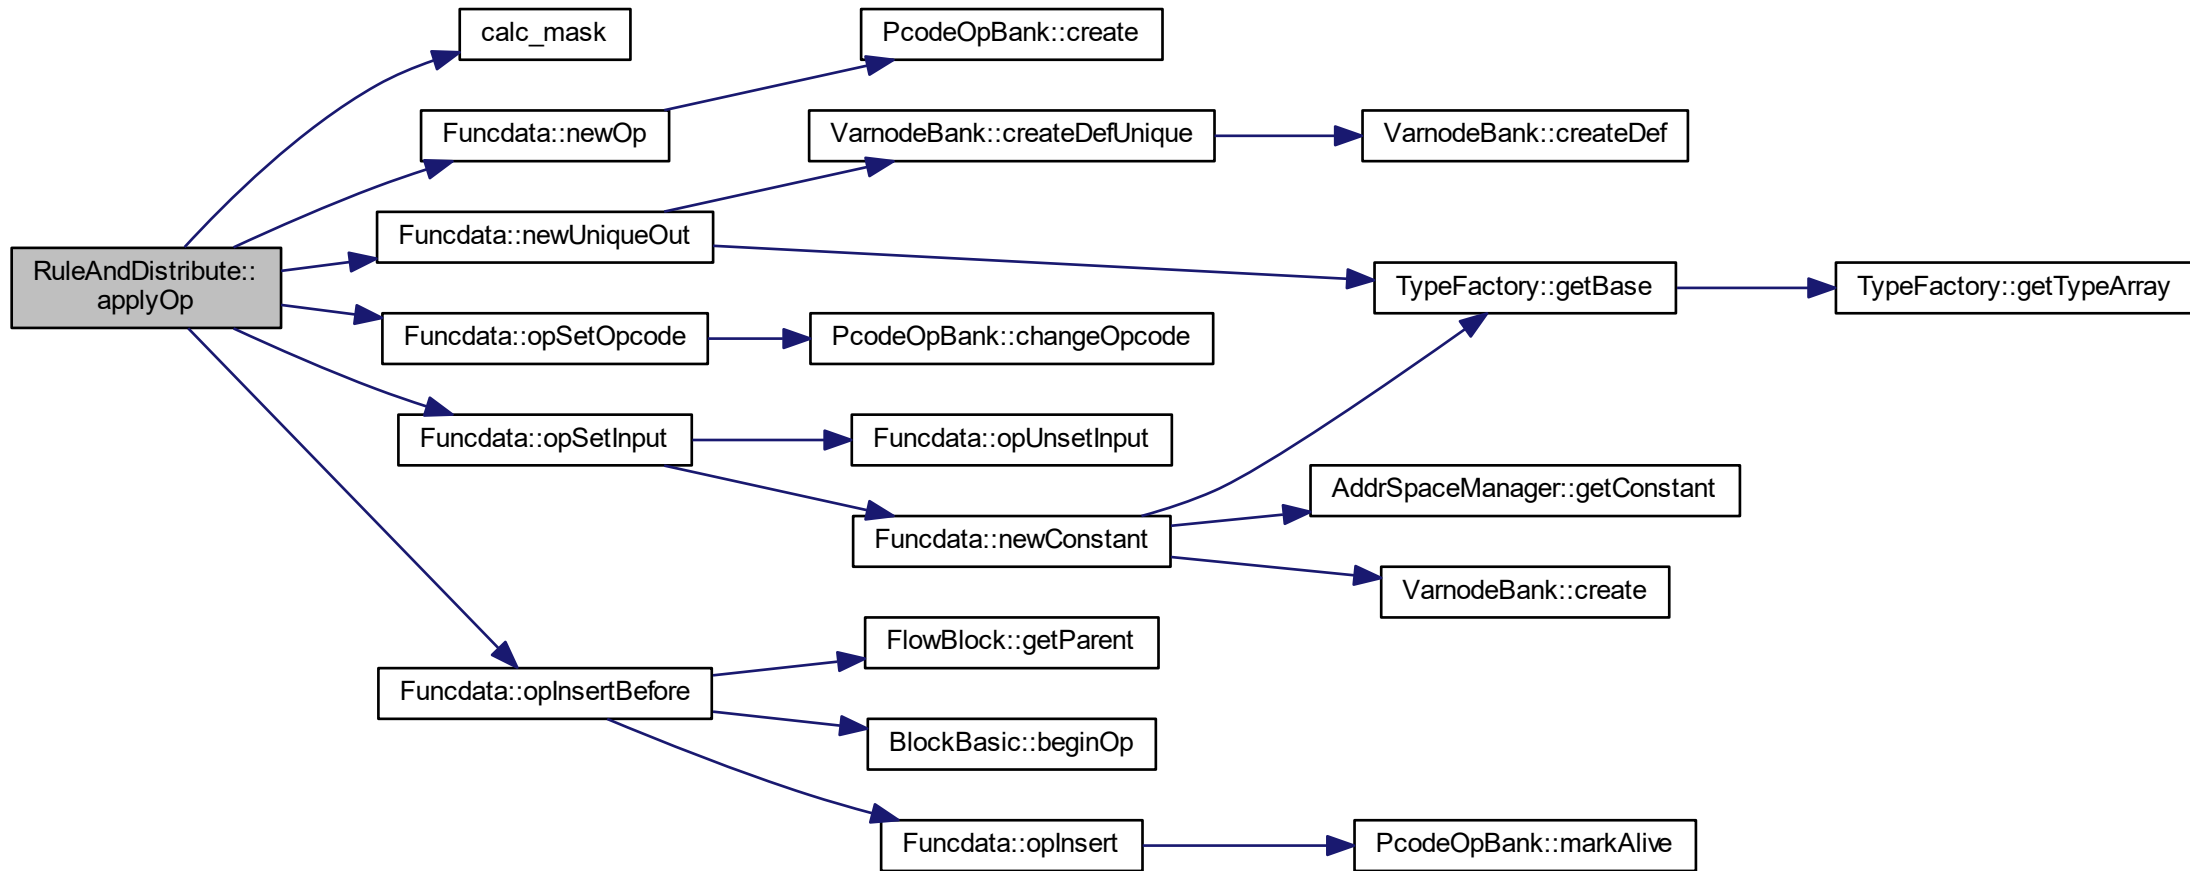 calc_mask
PcodeOpBank::create
Funcdata::newOp
VarnodeBank::createDefUnique
VarnodeBank::createDef
Funcdata::newUniqueOut
RuleAndDistribute::
applyOp
TypeFactory::getBase
TypeFactory::getTypeArray
Funcdata::opSetOpcode
PcodeOpBank::changeOpcode
Funcdata::opSetInput
Funcdata::opUnsetInput
AddrSpaceManager::getConstant
Funcdata::newConstant
VarnodeBank::create
FlowBlock::getParent
Funcdata::opInsertBefore
BlockBasic::beginOp
Funcdata::opInsert
PcodeOpBank::markAlive